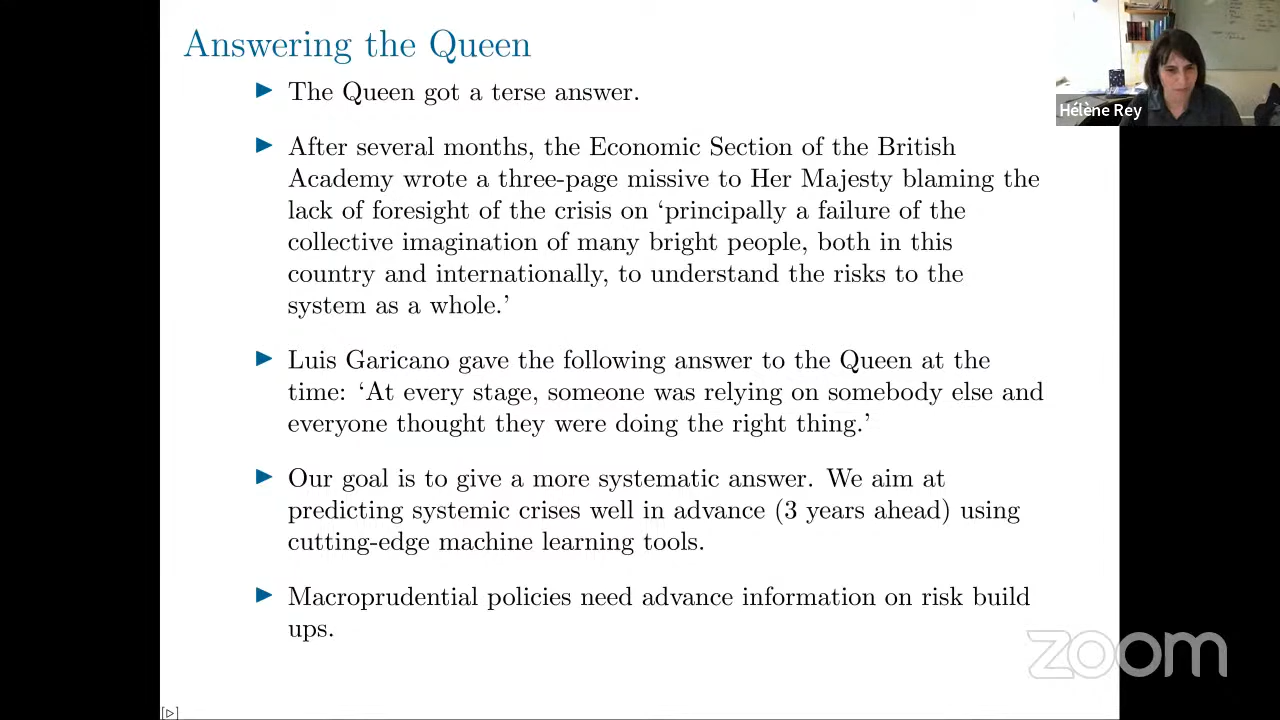 Answering the Queen
The Queen got a terse answer.
After several months, the Economic Section of the British
Academy wrote a three-page missive to Her Majesty blaming the
lack of foresight of the crisis on ‘principally a failure of the
collective imagination of many bright people, both in this
country and internationally, to understand the risks to the
system as a whole.’
Luis Garicano gave the following answer to the Queen at the
time: ‘At every stage, someone was relying on somebody else and
everyone thought they were doing the right thing.’
Our goal is to give a more systematic answer. We aim at
predicting systemic crises well in advance (3 years ahead) using
cutting-edge machine learning tools.
Macroprudential policies need advance information on risk build
ups.
Hélène Rey
zoom